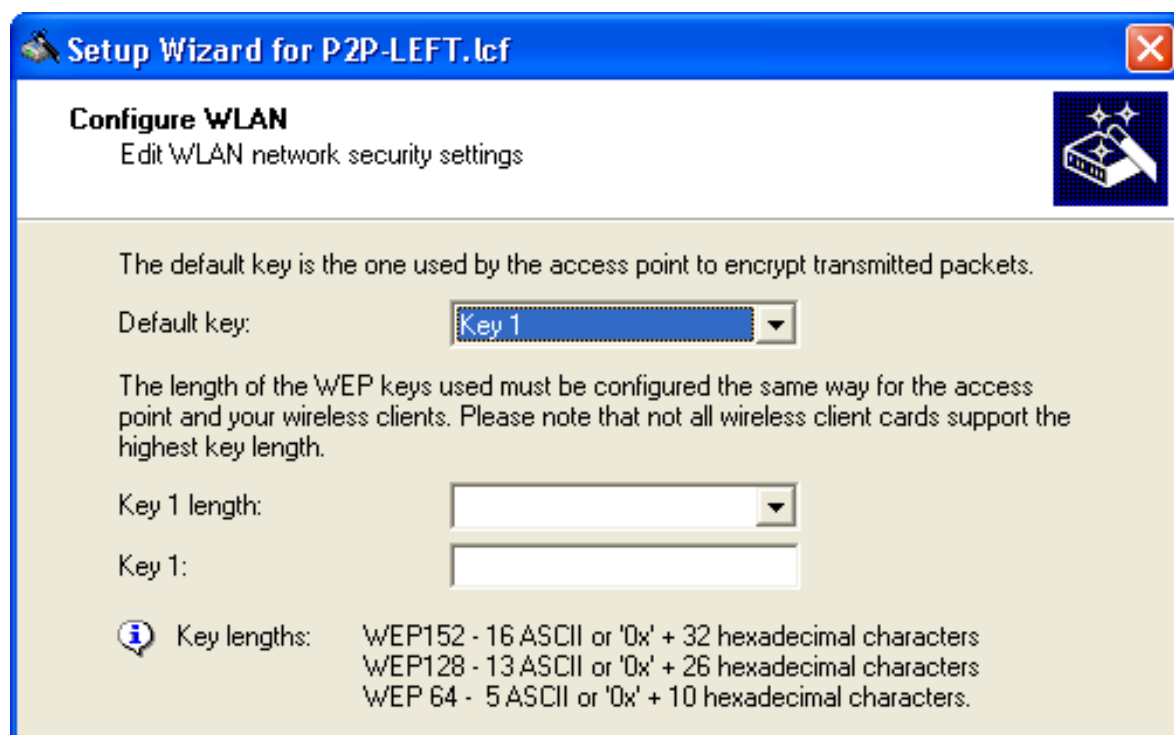 Setup Wizard for P2P-LEFT.lcf
Configure WLAN
Edit WLAN network security settings
The default key is the one used by the access point to encrypt transmitted packets.
Default key: Key 1
The length of the WEP keys used must be configured the same way for the access
point and your wireless clients. Please note that not all wireless client cards support the
highest key length.
Key 1 length:
Key 1:
Key lengths: WEP152 - 16 ASCII or '0x' + 32 hexadecimal characters
WEP128 - 13 ASCII or '0x' + 26 hexadecimal characters
WEP 64 -  5 ASCII or '0x' + 10 hexadecimal characters.